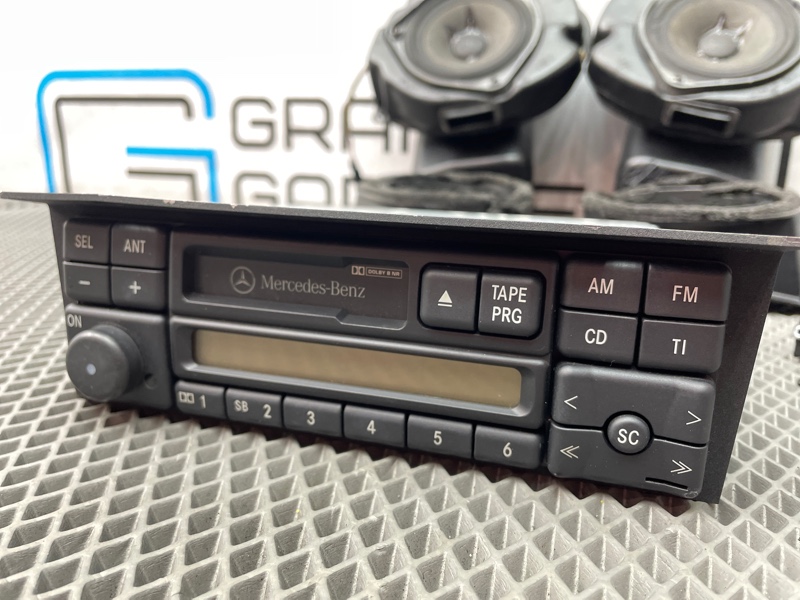 GRA
G
SEL
ANT
DOLBY B NR
Mercedes-Benz
−
+
TAPE
PRG
AM
FM
CD
TI
ON
1
SB 2
3
4
5
6
<
>
SC
≪
≫